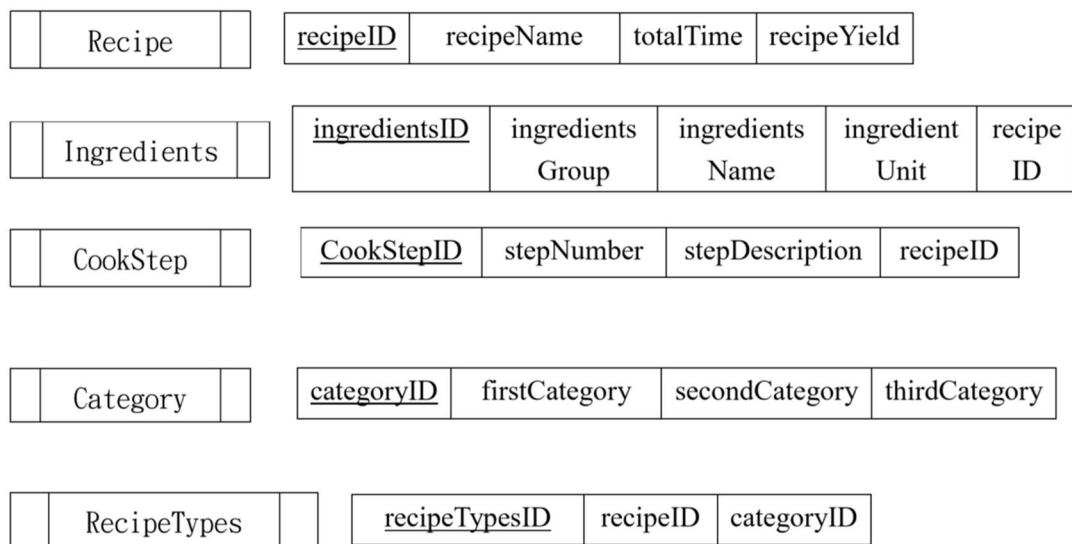 Recipe recipeID recipeName totalTime recipeYield
Ingredients ingredientsID ingredients Group ingredients Name ingredient Unit recipe ID
CookStep CookStepID stepNumber stepDescription recipeID
Category categoryID firstCategory secondCategory thirdCategory
RecipeTypes recipeTypesID recipeID categoryID